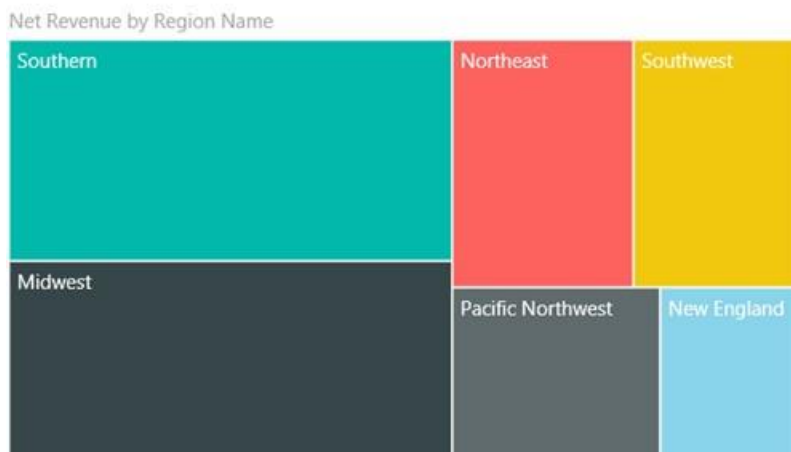 Net Revenue by Region Name
Southern
Northeast
Southwest
Midwest
Pacific Northwest
New England